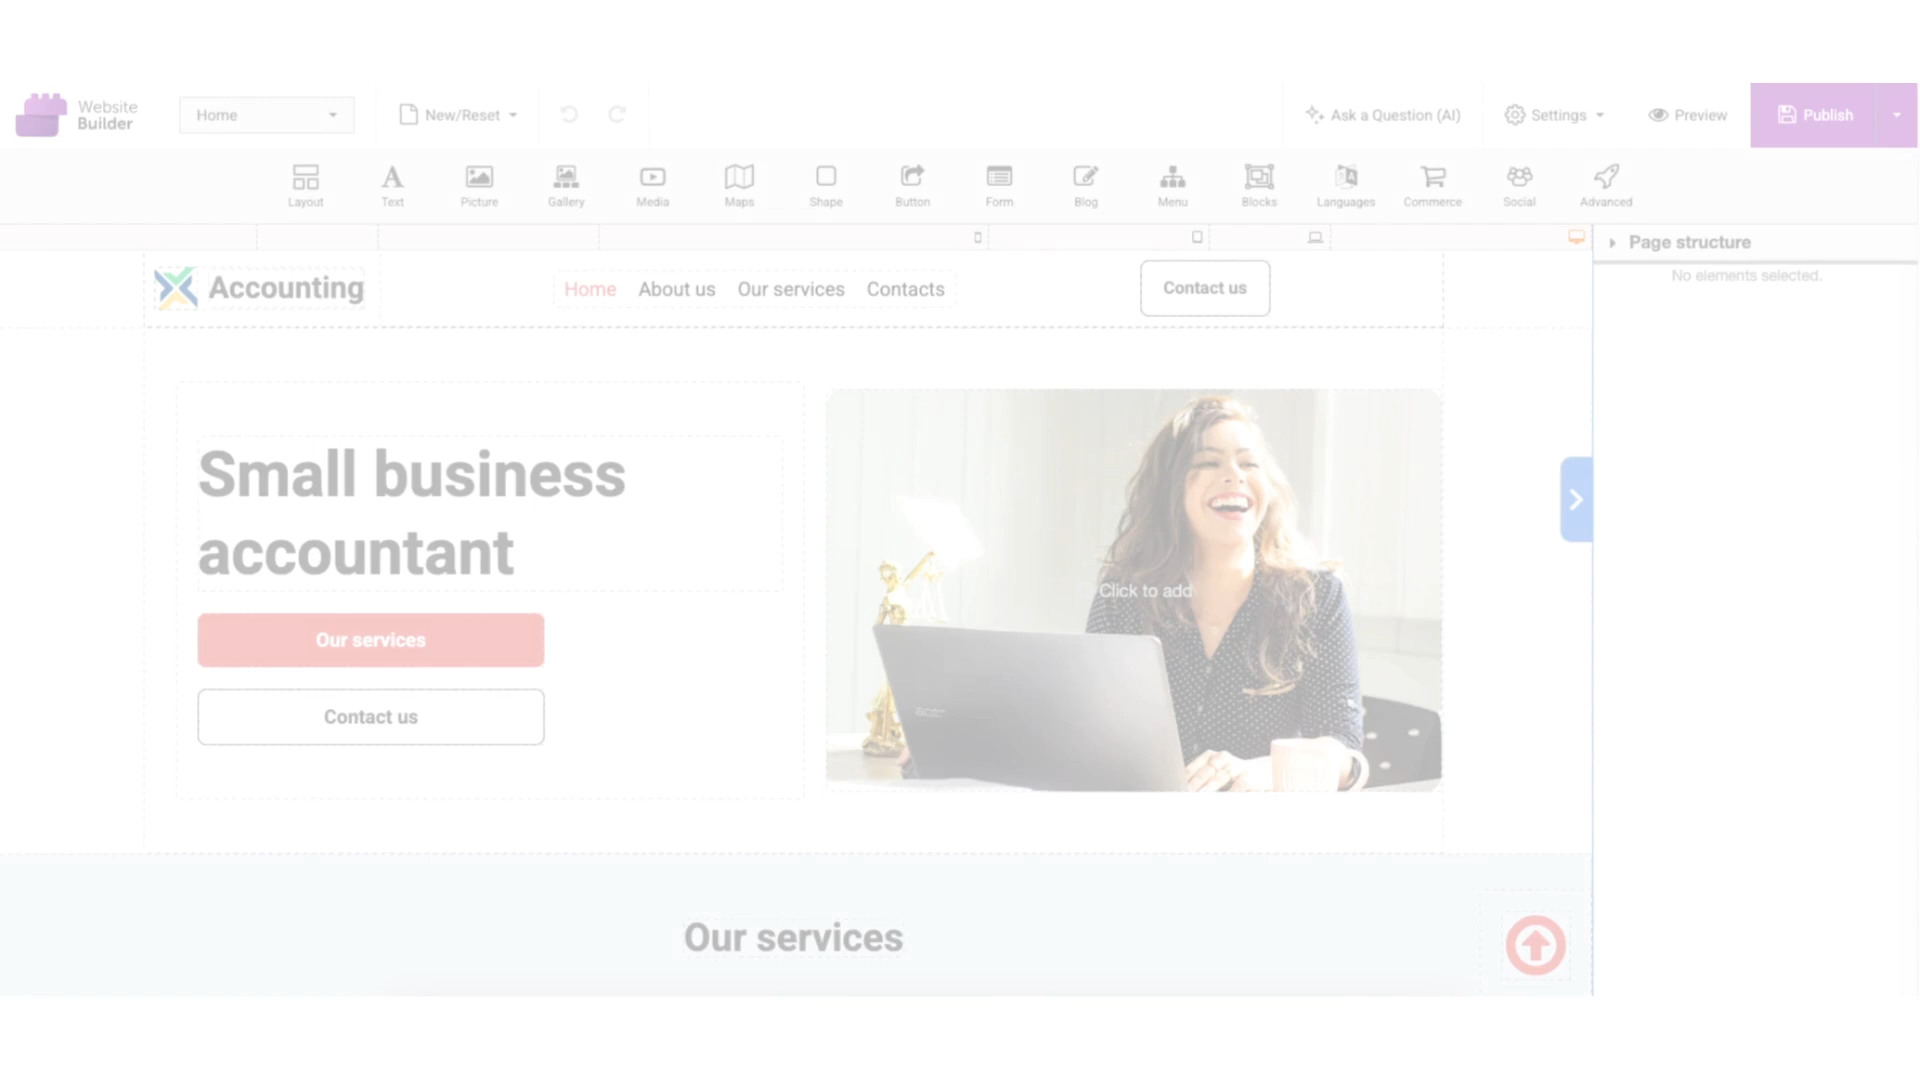 Website
Builder
Home
New/Reset
Ask a Question (AI)
Settings
Preview
Publish
Layout
Text
Picture
Gallery
Media
Maps
Shape
Button
Form
Blog
Menu
Blocks
Languages
Commerce
Social
Advanced
Page structure
No elements selected.
Accounting
Home
About us
Our services
Contacts
Contact us
Small business
accountant
Our services
Contact us
Click to add
acer
Our services